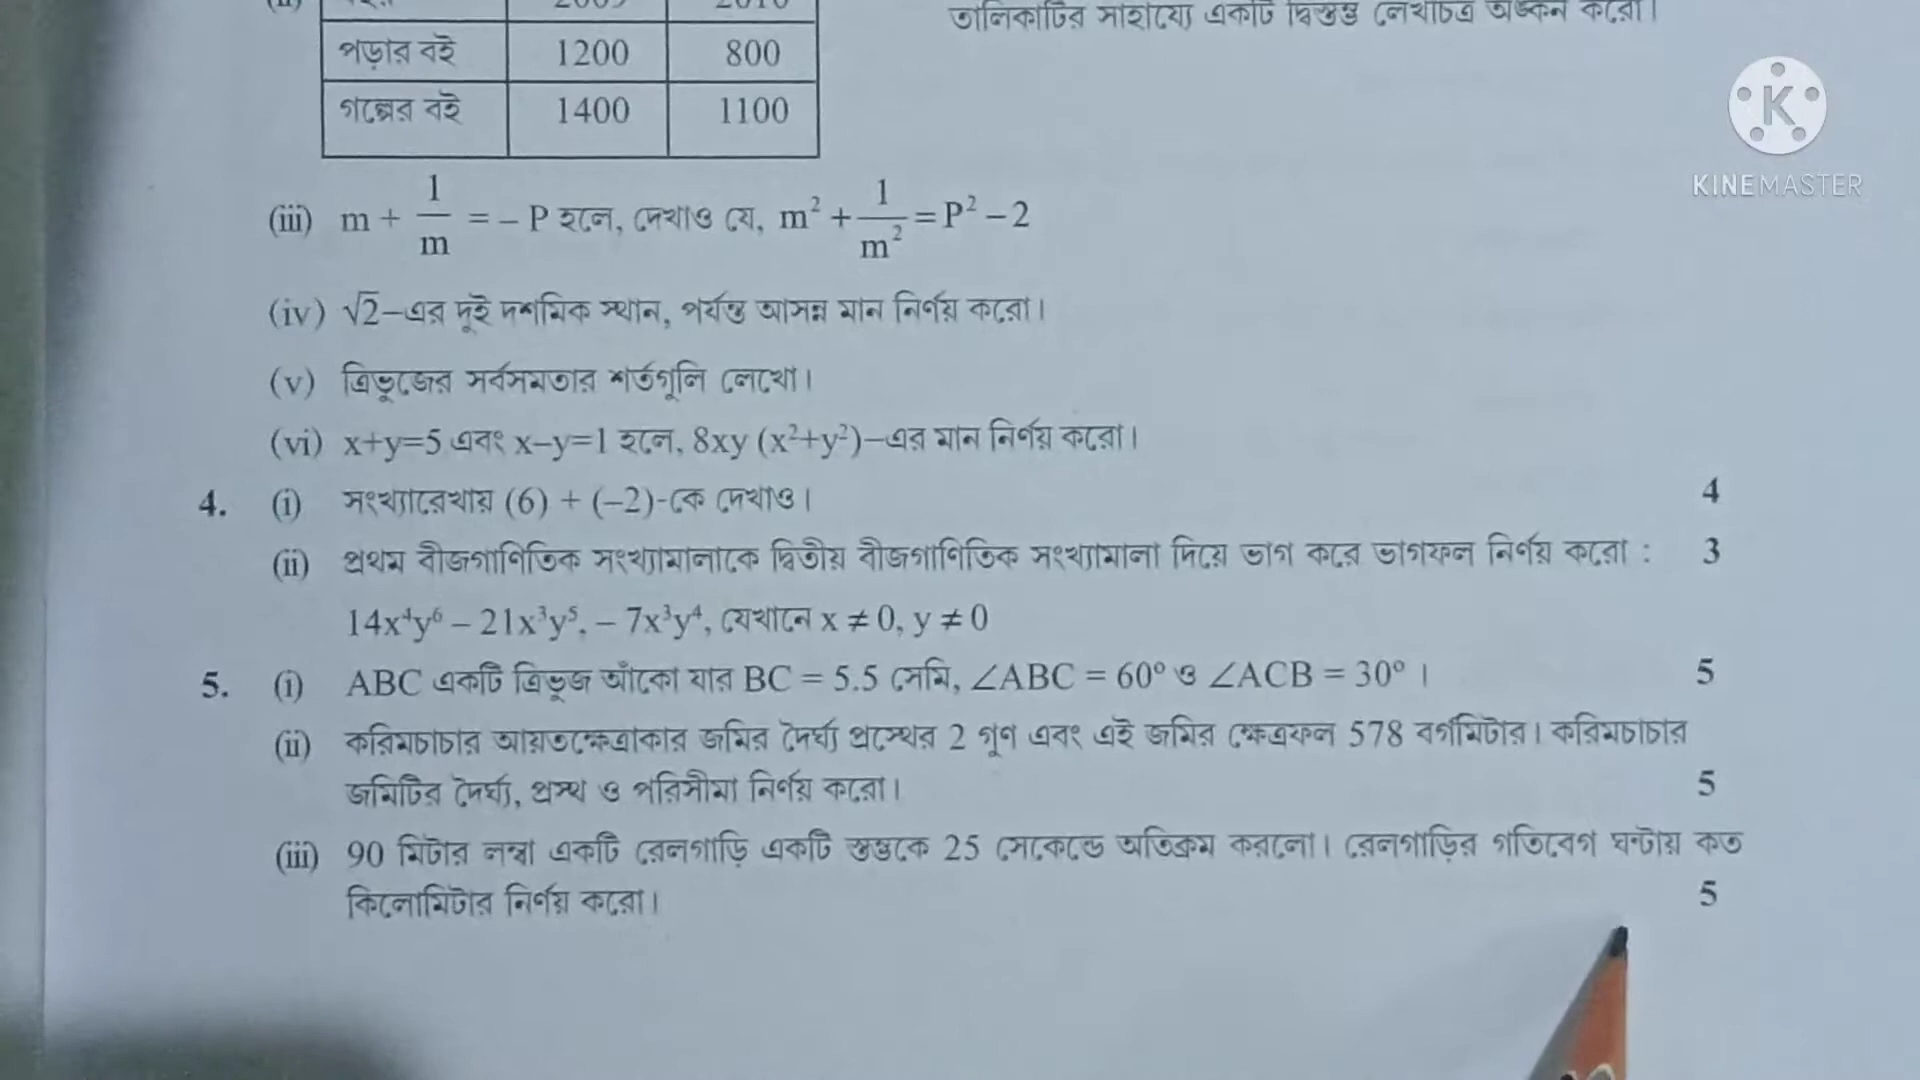 (ii) 2009 2010 তালিকাটির সাহায্যে একটি দ্বিস্তম্ভ লেখচিত্র অঙ্কন করো।
পড়ার বই 1200 800
গল্পের বই 1400 1100
K
KINEMASTER
(iii) m + 1/m = – P হলে, দেখাও যে, m² + 1/m² = P² – 2
(iv) √2–এর দুই দশমিক স্থান, পর্যন্ত আসন্ন মান নির্ণয় করো।
(v) ত্রিভুজের সর্বসমতার শর্তগুলি লেখো।
(vi) x+y=5 এবং x–y=1 হলে, 8xy (x²+y²)–এর মান নির্ণয় করো।
4. (i) সংখ্যারেখায় (6) + (–2)-কে দেখাও। 4
(ii) প্রথম বীজগাণিতিক সংখ্যামালাকে দ্বিতীয় বীজগাণিতিক সংখ্যামালা দিয়ে ভাগ করে ভাগফল নির্ণয় করো : 3
14x⁴y⁶ – 21x³y⁵, – 7x³y⁴, যেখানে x ≠ 0, y ≠ 0
5. (i) ABC একটি ত্রিভুজ আঁকো যার BC = 5.5 সেমি, ∠ABC = 60° ও ∠ACB = 30° । 5
(ii) করিমচাচার আয়তক্ষেত্রাকার জমির দৈর্ঘ্য প্রস্থের 2 গুণ এবং এই জমির ক্ষেত্রফল 578 বর্গমিটার। করিমচাচার
জমিটির দৈর্ঘ্য, প্রস্থ ও পরিসীমা নির্ণয় করো। 5
(iii) 90 মিটার লম্বা একটি রেলগাড়ি একটি স্তম্ভকে 25 সেকেন্ডে অতিক্রম করলো। রেলগাড়ির গতিবেগ ঘন্টায় কত
কিলোমিটার নির্ণয় করো। 5